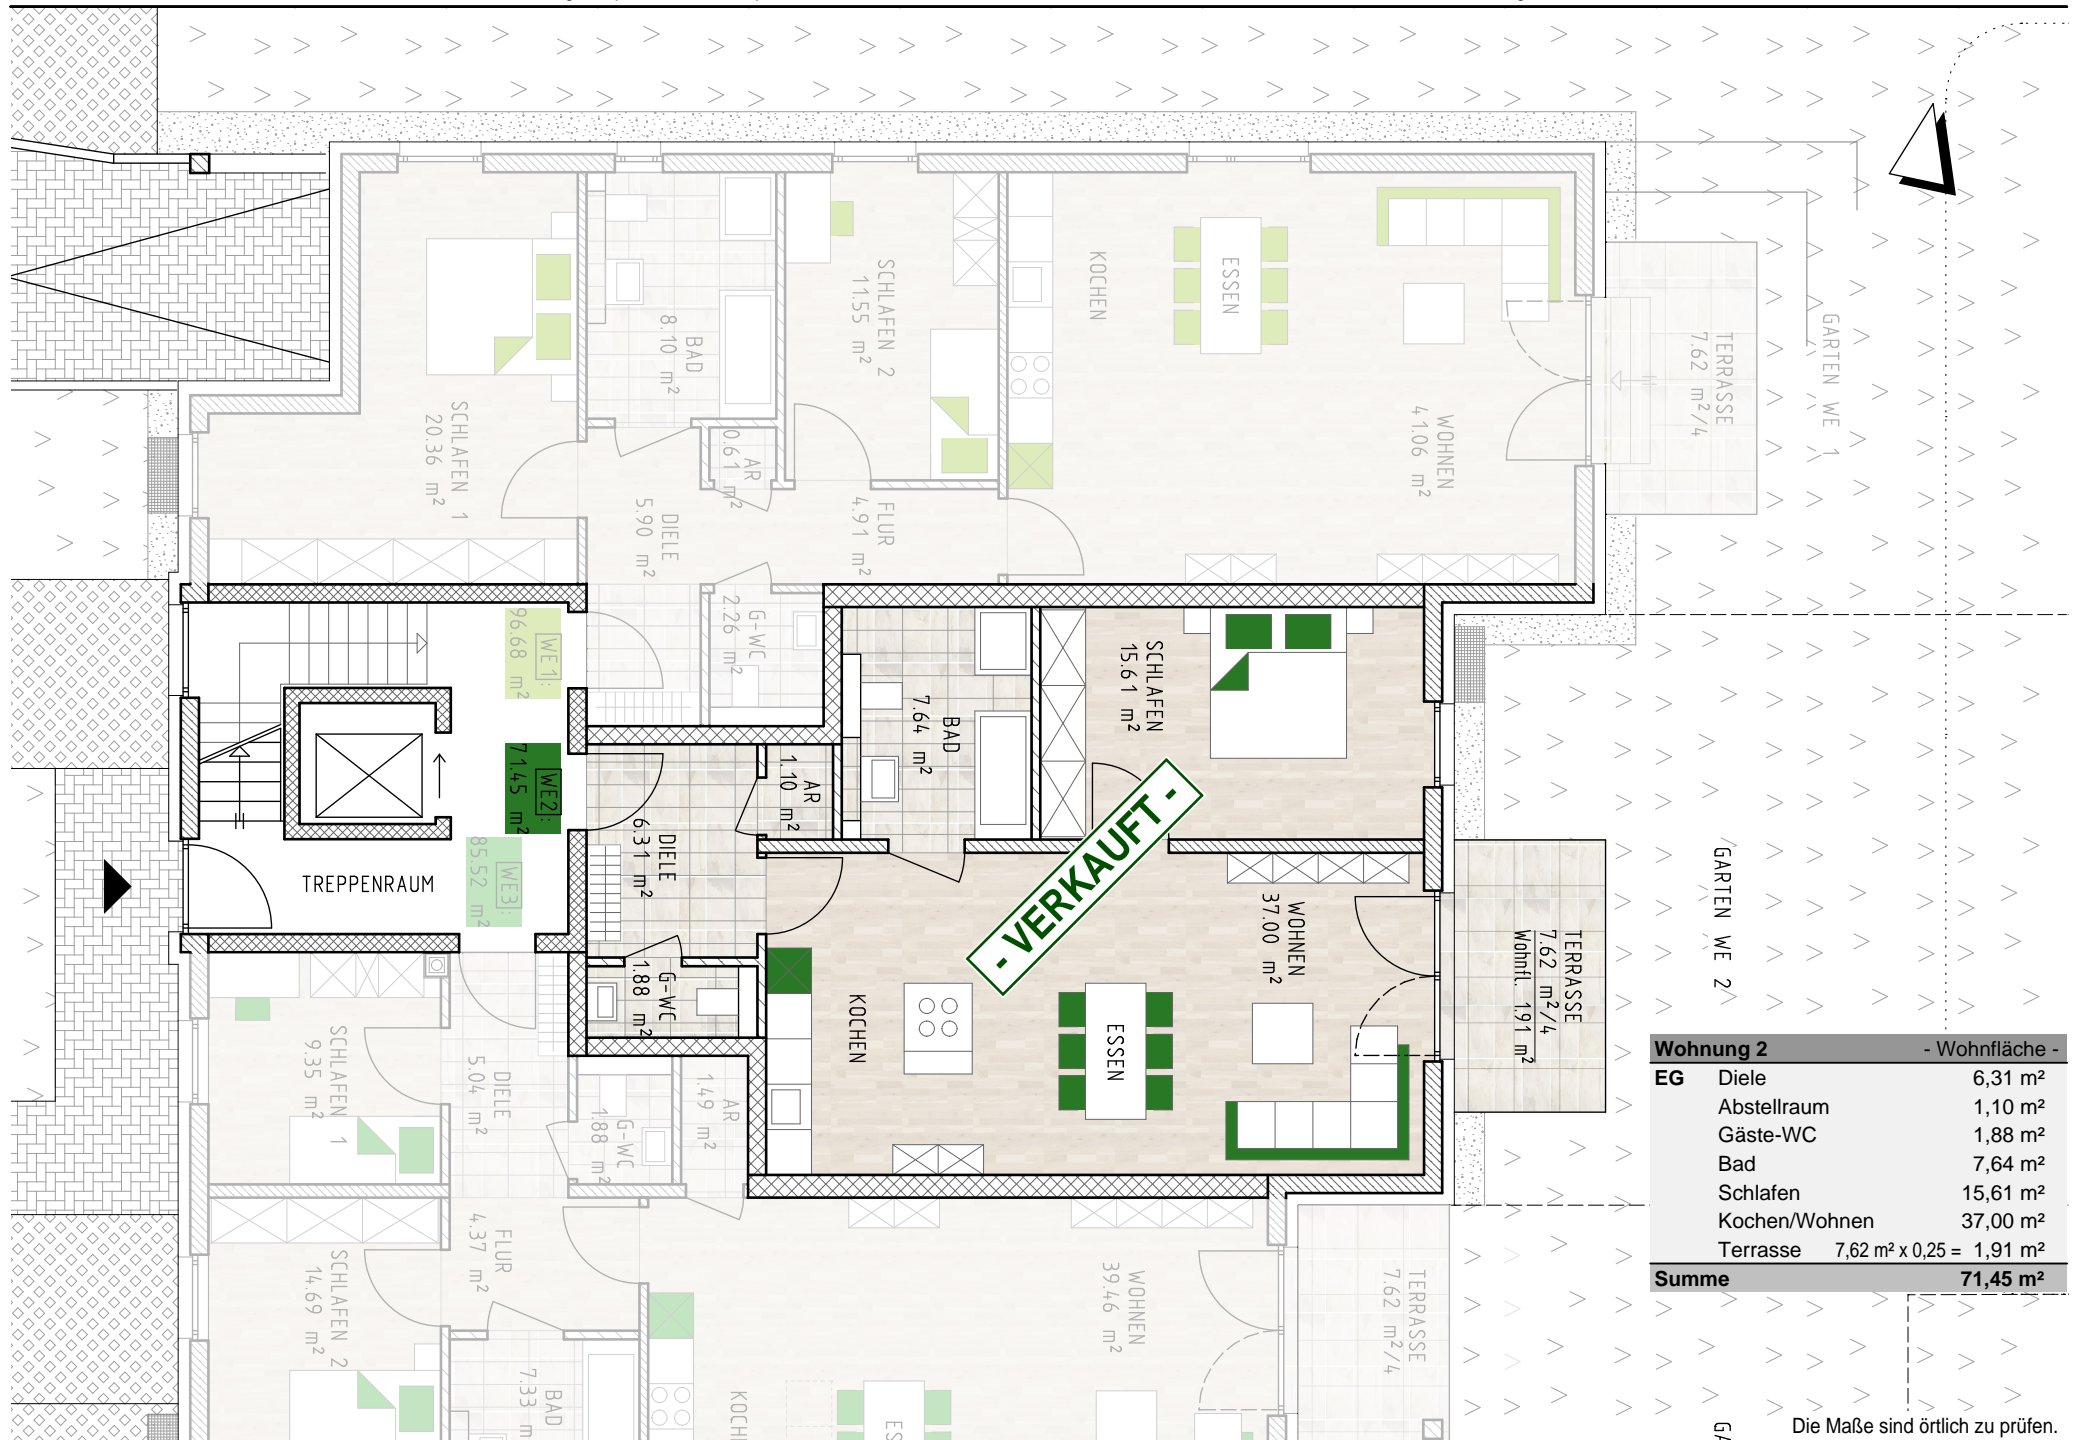 SCHLAFEN 1
20.36 m²
BAD
8.10 m²
SCHLAFEN 2
11.55 m²
KOCHEN
ESSEN
WOHNEN
41.06 m²
TERRASSE
7.62 m²/4
GARTEN WE 1
AR
0.61 m²
DIELE
5.90 m²
FLUR
4.91 m²
G-WC
2.26 m²
WE1:
96.68 m²
WE2:
71.45 m²
WE3:
85.52 m²
TREPPENRAUM
DIELE
6.31 m²
AR
1.10 m²
BAD
7.64 m²
SCHLAFEN
15.61 m²
- VERKAUFT -
G-WC
1.88 m²
KOCHEN
ESSEN
WOHNEN
37.00 m²
TERRASSE
7.62 m²/4
Wohnfl. 1.91 m²
GARTEN WE 2
SCHLAFEN 1
9.35 m²
DIELE
5.04 m²
G-WC
1.88 m²
AR
1.49 m²
SCHLAFEN 2
14.69 m²
FLUR
4.37 m²
BAD
7.33 m
KOCH
ES
WOHNEN
39.46 m²
TERRASSE
7.62 m²/4
GA
Wohnung 2 - Wohnfläche -
EG Diele 6,31 m²
Abstellraum 1,10 m²
Gäste-WC 1,88 m²
Bad 7,64 m²
Schlafen 15,61 m²
Kochen/Wohnen 37,00 m²
Terrasse 7,62 m² x 0,25 = 1,91 m²
Summe 71,45 m²
Die Maße sind örtlich zu prüfen.